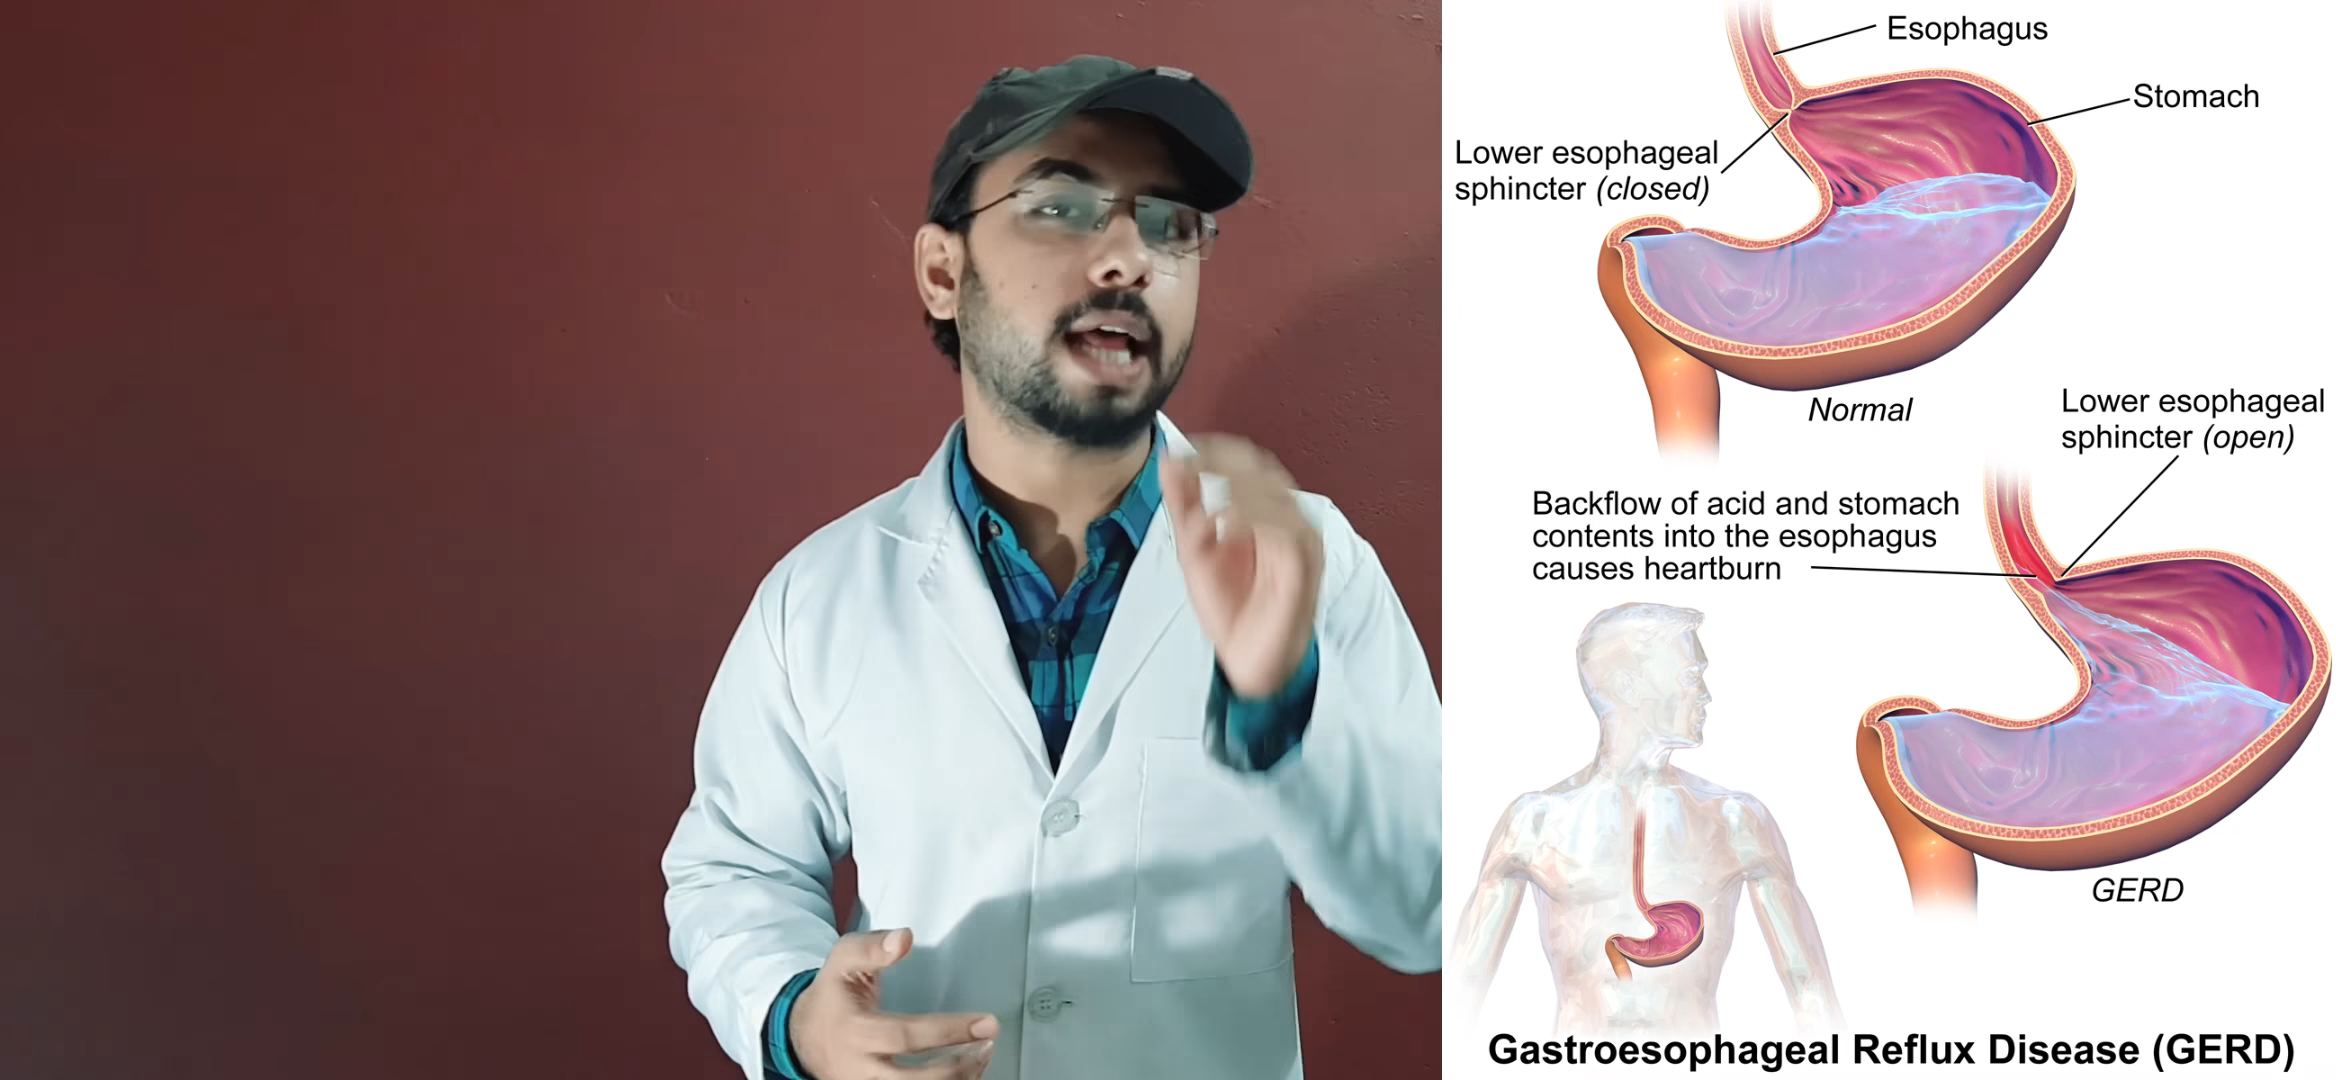 Esophagus
Stomach
Lower esophageal
sphincter (closed)
Normal
Lower esophageal
sphincter (open)
Backflow of acid and stomach
contents into the esophagus
causes heartburn
GERD
Gastroesophageal Reflux Disease (GERD)